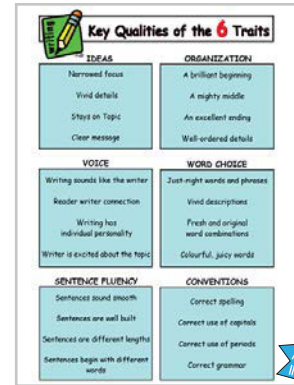 writing
Key Qualities of the 6 Traits
IDEAS
Narrowed focus
Vivid details
Stays on Topic
Clear message
ORGANIZATION
A brilliant beginning
A mighty middle
An excellent ending
Well-ordered details
VOICE
Writing sounds like the writer
Reader writer connection
Writing has
individual personality
Writer is excited about the topic
WORD CHOICE
Just-right words and phrases
Vivid descriptions
Fresh and original
word combinations
Colourful, juicy words
SENTENCE FLUENCY
Sentences sound smooth
Sentences are well built
Sentences are different lengths
Sentences begin with different
words
CONVENTIONS
Correct spelling
Correct use of capitals
Correct use of periods
Correct grammar